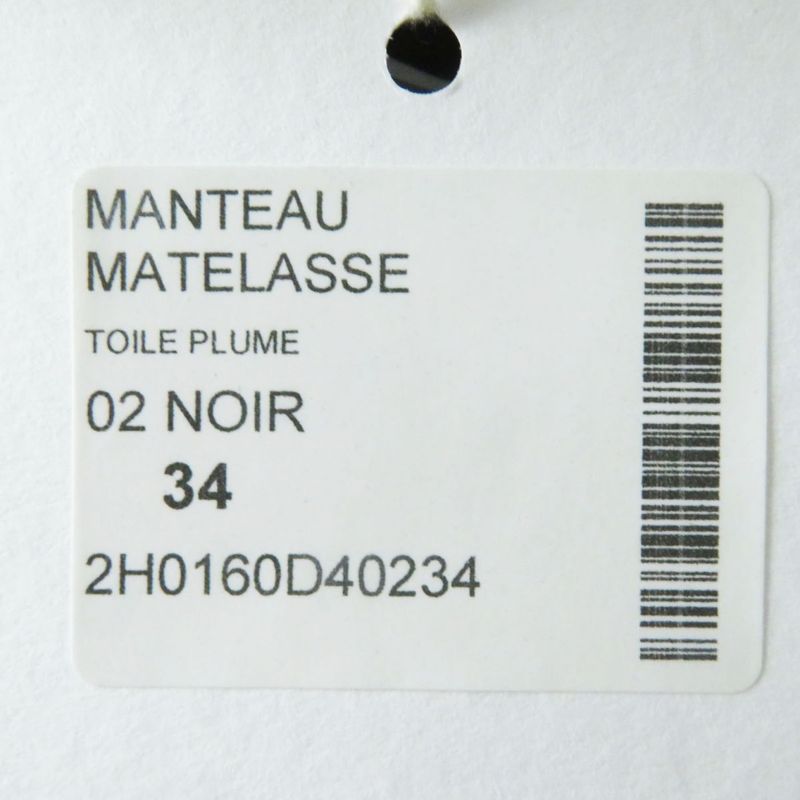 MANTEAU
MATELASSE
TOILE PLUME
02 NOIR
34
2H0160D40234